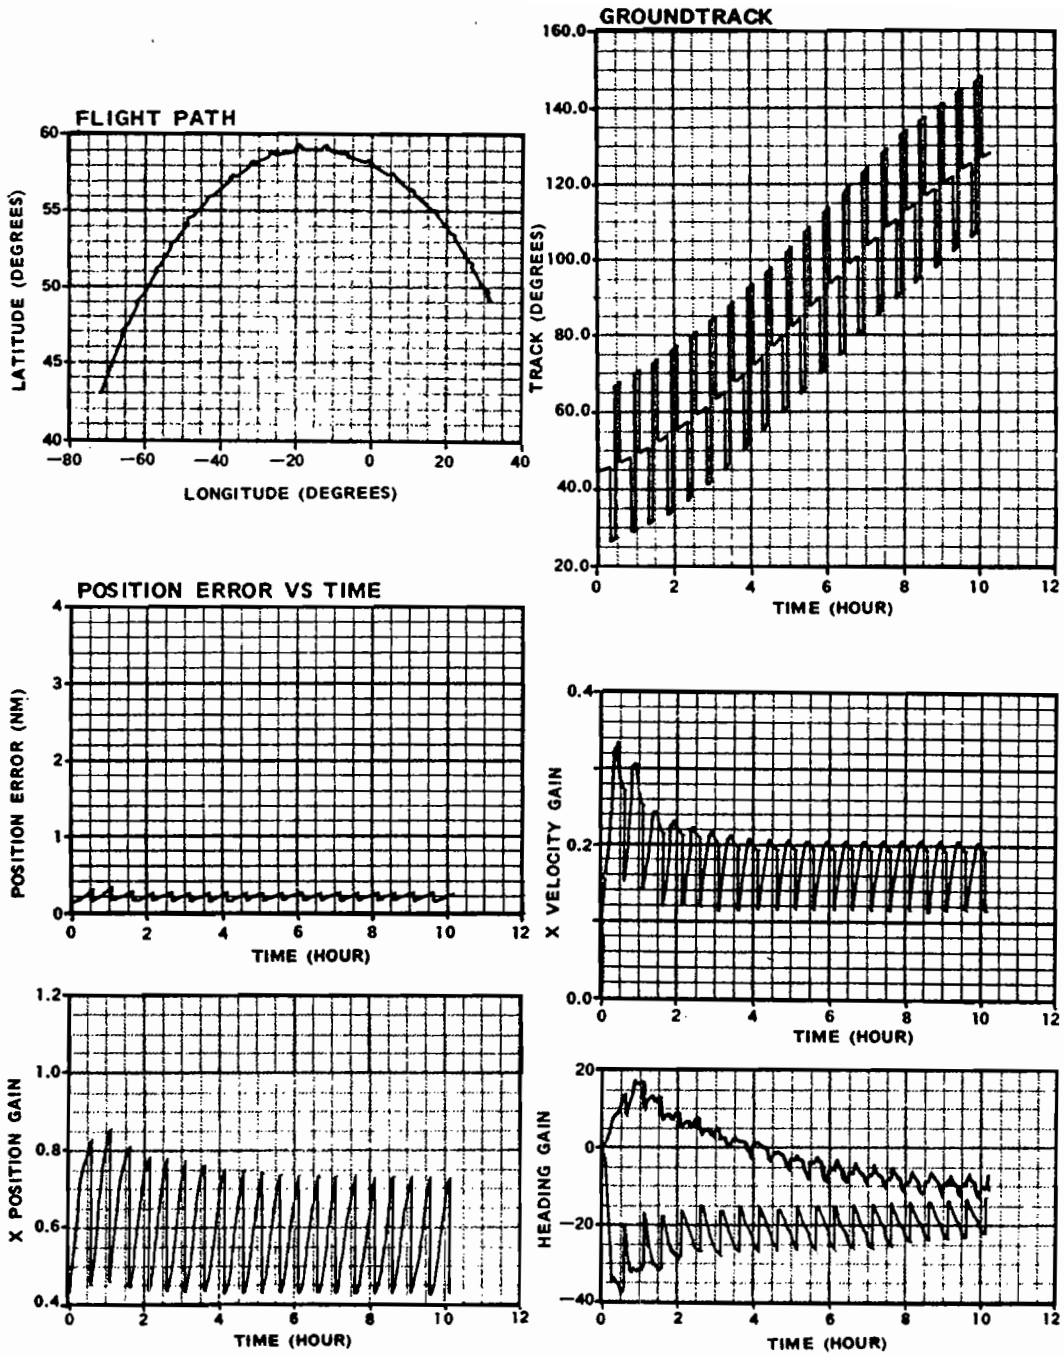 FLIGHT PATH
60
55
50
45
40
LATITUDE (DEGREES)
−80 −60 −40 −20 0 20 40
LONGITUDE (DEGREES)
GROUNDTRACK
160.0
140.0
120.0
100.0
80.0
60.0
40.0
20.0
TRACK (DEGREES)
0 2 4 6 8 10 12
TIME (HOUR)
POSITION ERROR VS TIME
4
3
2
1
0
POSITION ERROR (NM)
0 2 4 6 8 10 12
TIME (HOUR)
0.4
0.2
0.0
X VELOCITY GAIN
0 2 4 6 8 10 12
TIME (HOUR)
1.2
1.0
0.8
0.6
0.4
X POSITION GAIN
0 2 4 6 8 10 12
TIME (HOUR)
20
0
−20
−40
HEADING GAIN
0 2 4 6 8 10 12
TIME (HOUR)